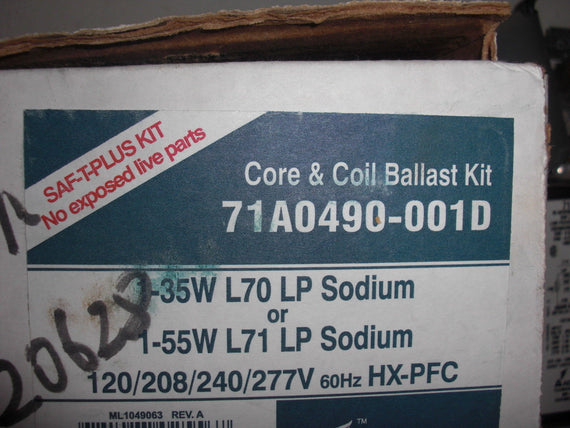 SAF-T-PLUS KIT
No exposed live parts
Core & Coil Ballast Kit
71A0490-001D
1-35W L70 LP Sodium
or
1-55W L71 LP Sodium
120/208/240/277V 60Hz HX-PFC
20628
ML1049063 REV. A
TM